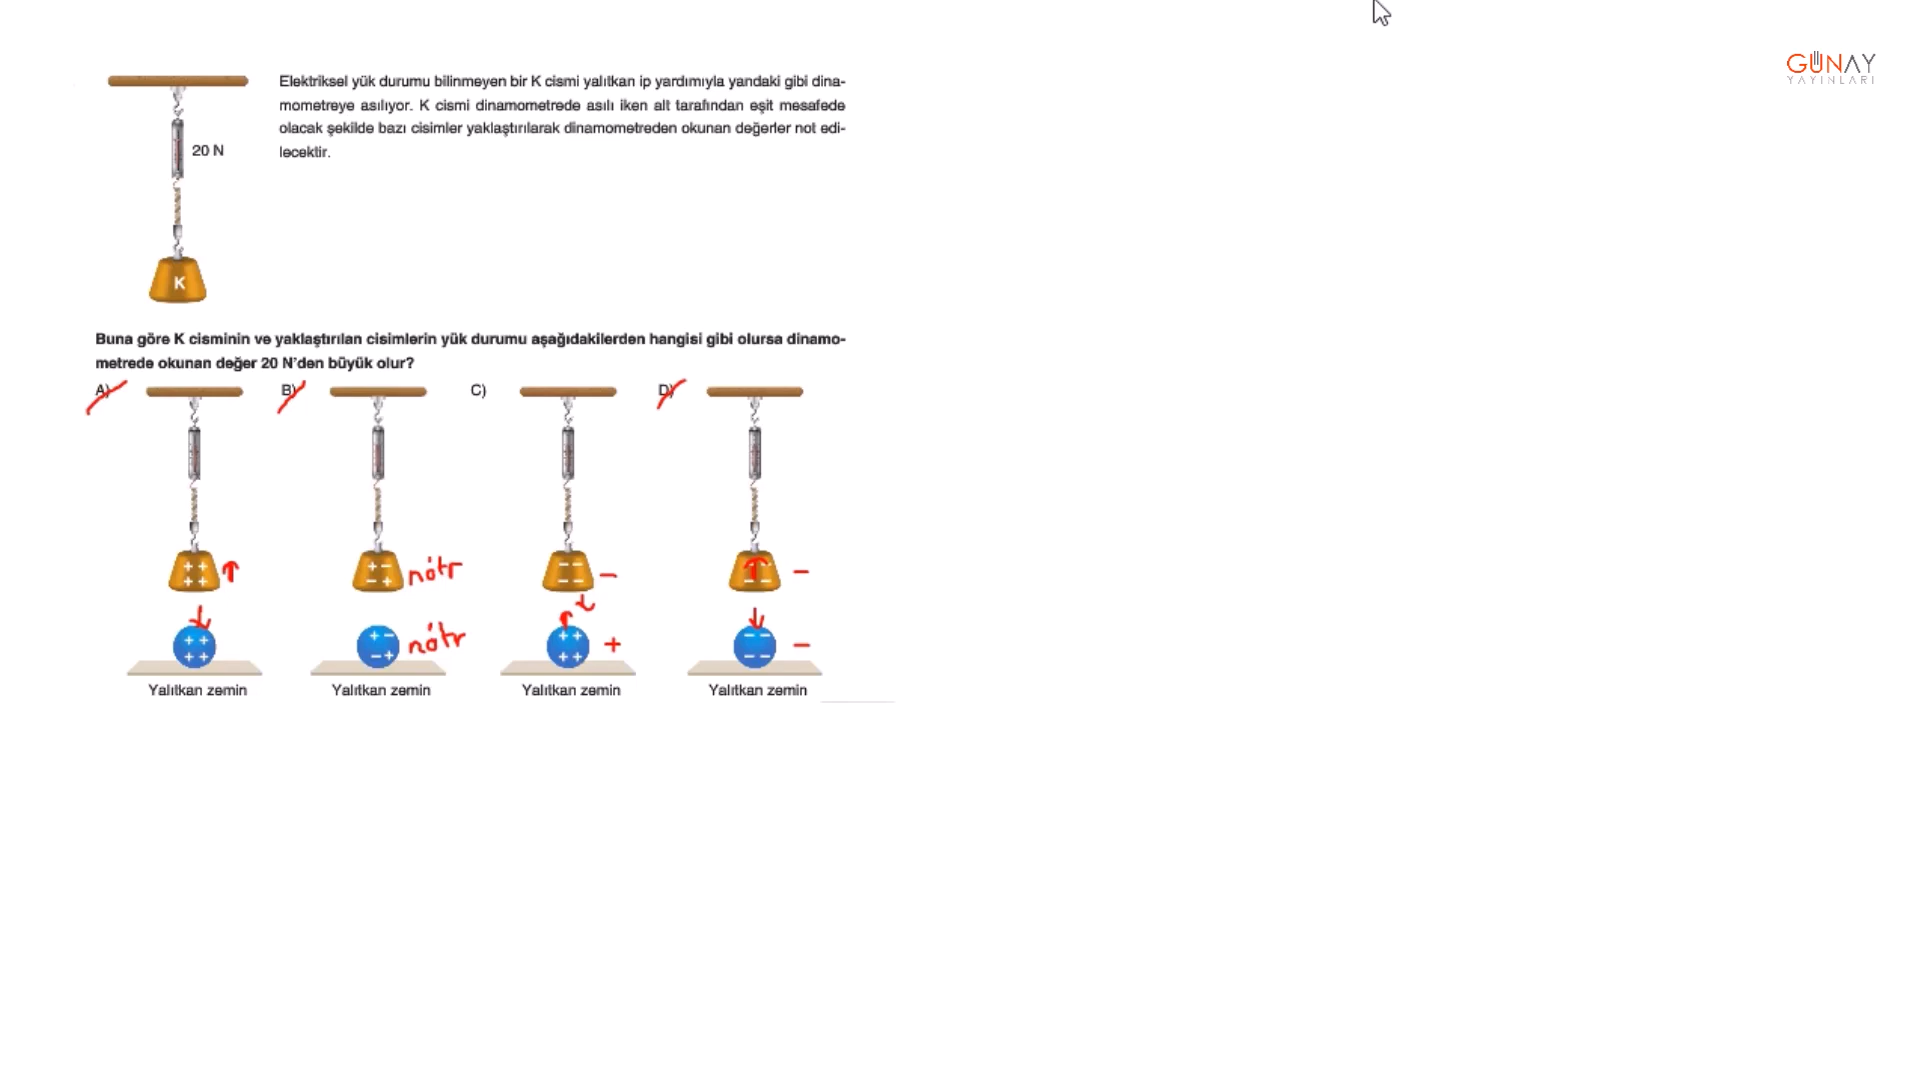 GÜNAY
YAYINLARI
Elektriksel yük durumu bilinmeyen bir K cismi yalıtkan ip yardımıyla yandaki gibi dina-
mometreye asılıyor. K cismi dinamometrede asılı iken alt tarafından eşit mesafede
olacak şekilde bazı cisimler yaklaştırılarak dinamometreden okunan değerler not edi-
lecektir.
20 N
K
Buna göre K cisminin ve yaklaştırılan cisimlerin yük durumu aşağıdakilerden hangisi gibi olursa dinamo-
metrede okunan değer 20 N'den büyük olur?
A) B) C) D)
++ +- -- --
++ -+ -- --
nötr - -
++ +- ++ --
++ -+ ++ --
nötr + -
Yalıtkan zemin Yalıtkan zemin Yalıtkan zemin Yalıtkan zemin